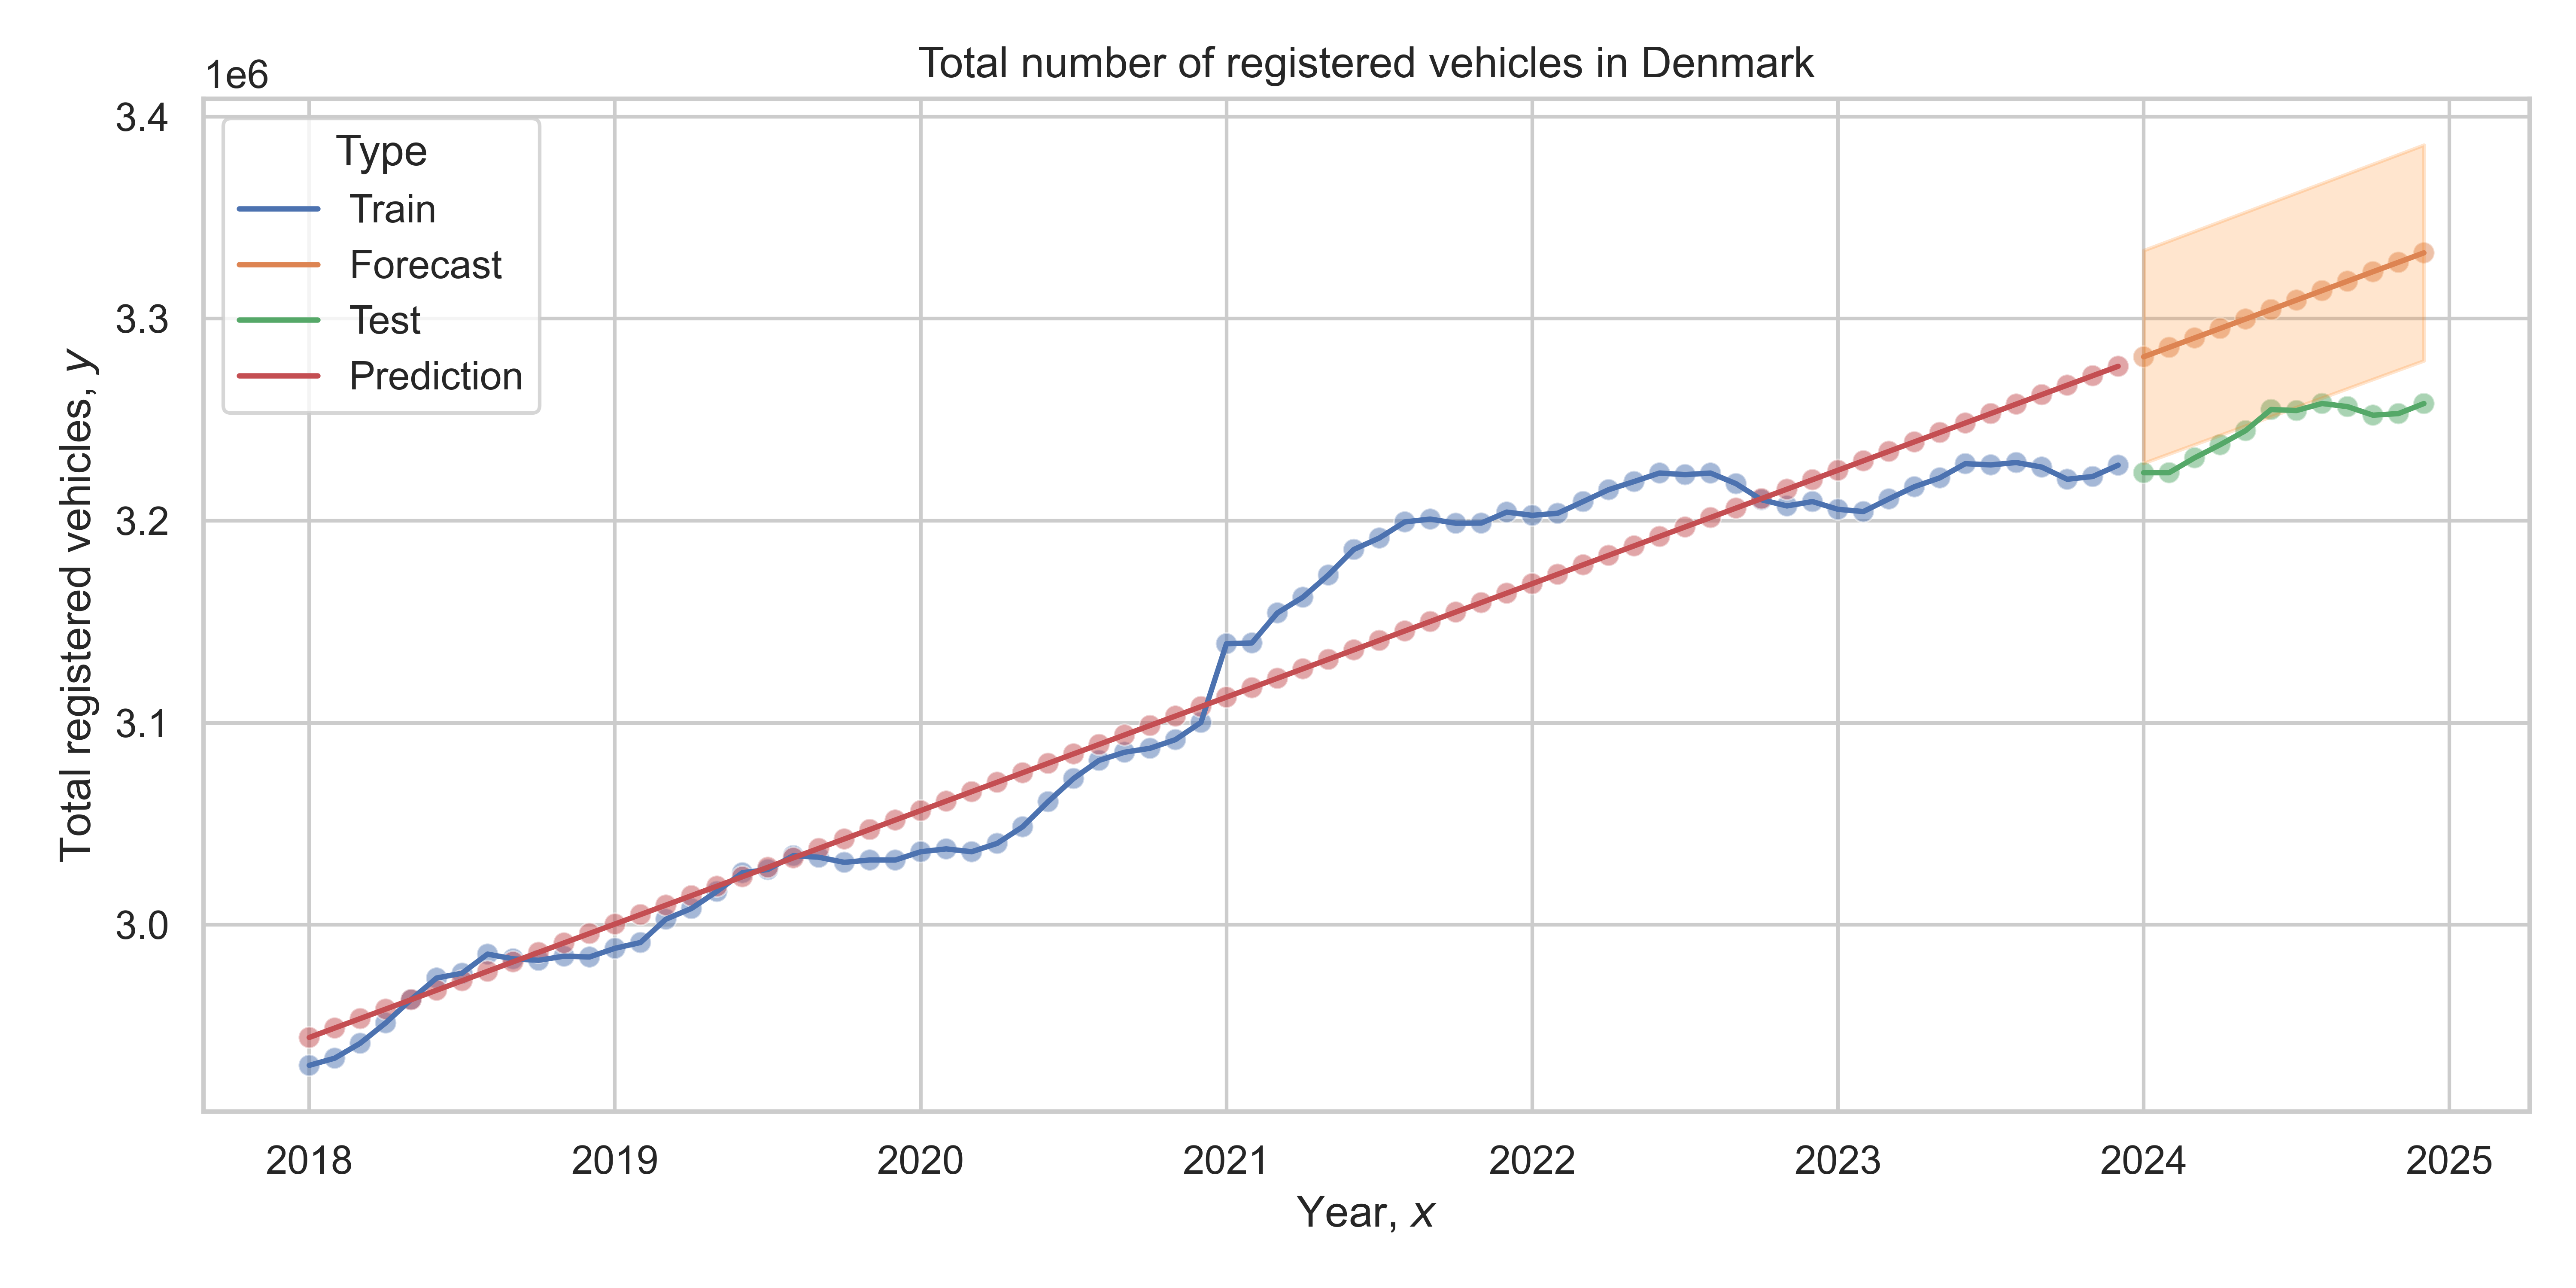 Total number of registered vehicles in Denmark
1e6
3.4
3.3
3.2
3.1
3.0
Total registered vehicles, y
Type
Train
Forecast
Test
Prediction
2018 2019 2020 2021 2022 2023 2024 2025
Year, x